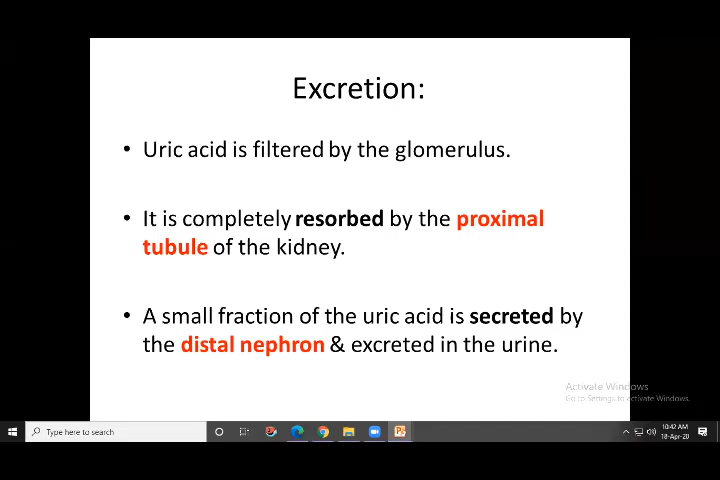 Excretion:
• Uric acid is filtered by the glomerulus.
• It is completely resorbed by the proximal
tubule of the kidney.
• A small fraction of the uric acid is secreted by
the distal nephron & excreted in the urine.
Activate Windows
Go to Settings to activate Windows.
Type here to search
10:42 AM
18-Apr-20